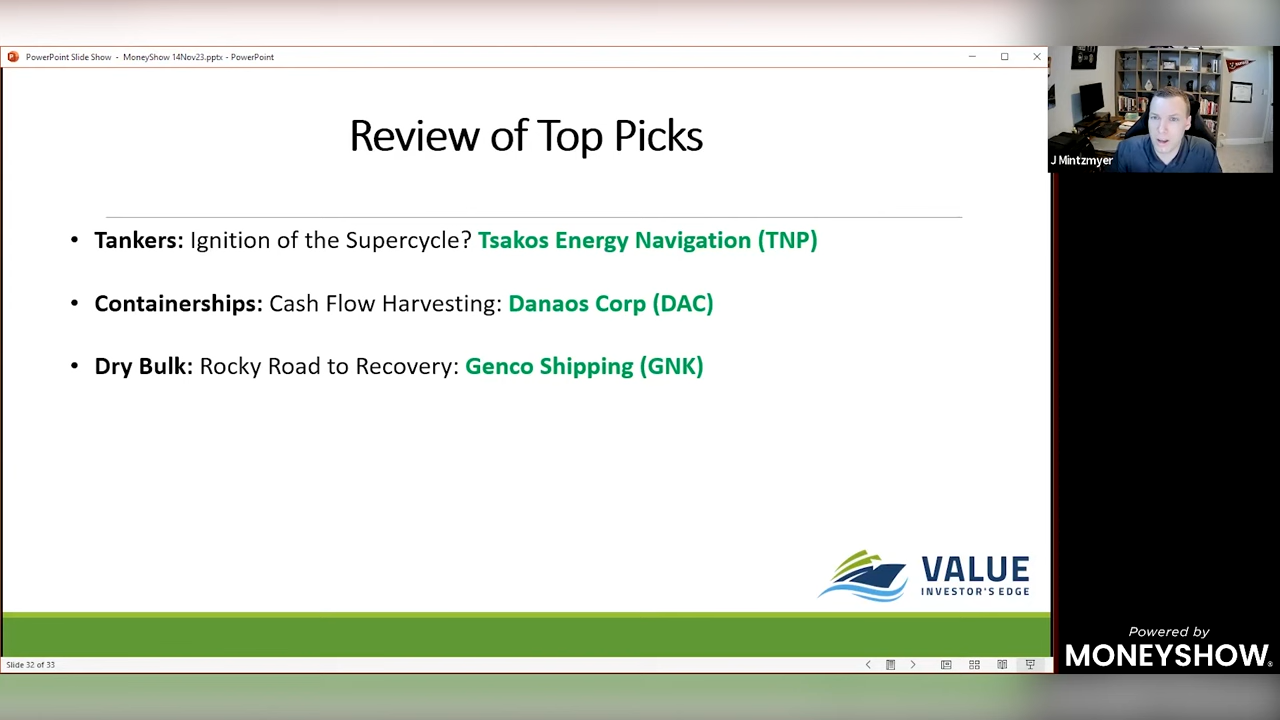 PowerPoint Slide Show - MoneyShow 14Nov23.pptx - PowerPoint
J Mintzmyer
Review of Top Picks
• Tankers: Ignition of the Supercycle? Tsakos Energy Navigation (TNP)
• Containerships: Cash Flow Harvesting: Danaos Corp (DAC)
• Dry Bulk: Rocky Road to Recovery: Genco Shipping (GNK)
VALUE
INVESTOR'S EDGE
Powered by
MONEYSHOW®
Slide 32 of 33